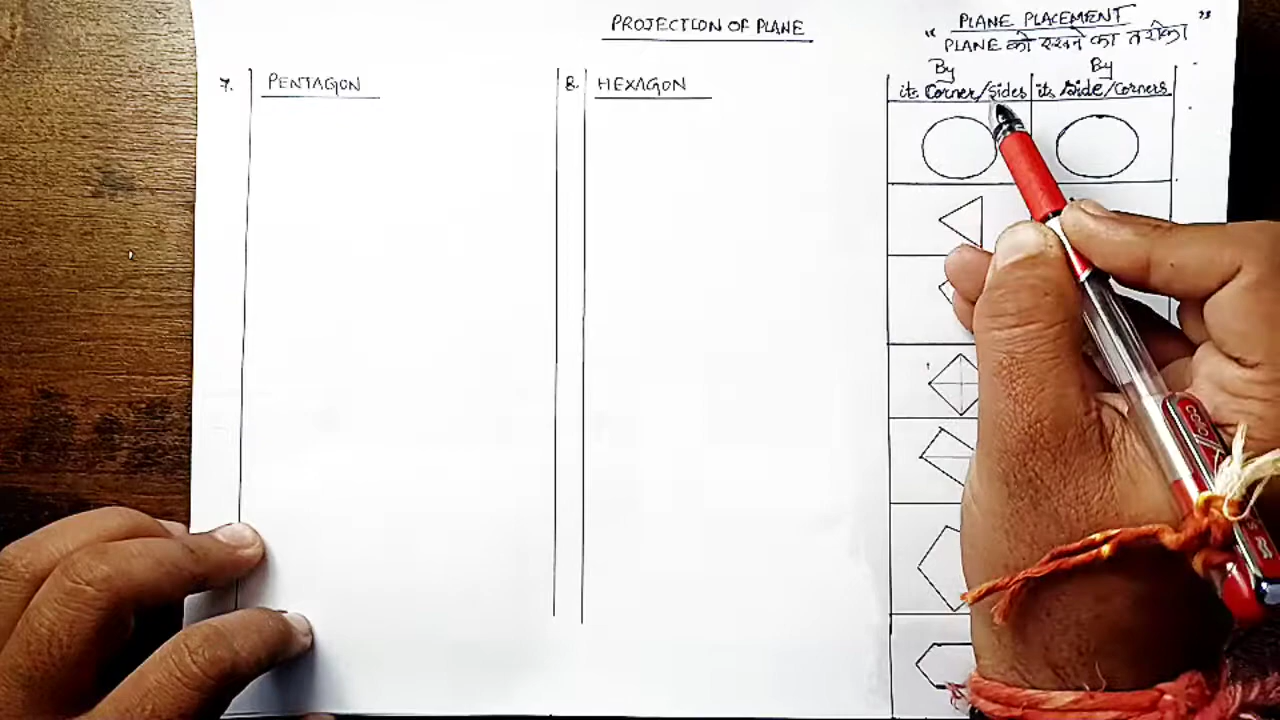 PROJECTION OF PLANE
PLANE PLACEMENT
“ PLANE को रखने का तरीका ”
7. PENTAGON
8. HEXAGON
By its Corner/Sides
By its Side/Corners